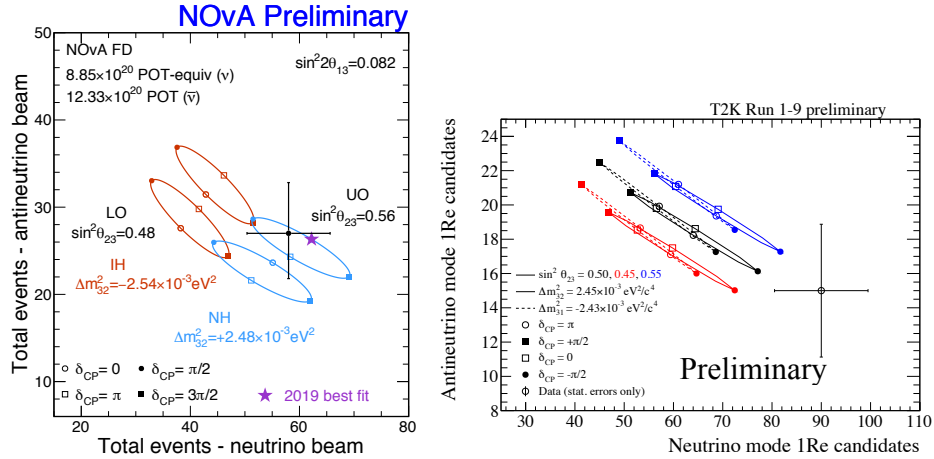 NOvA Preliminary
NOvA FD
8.85×10²⁰ POT-equiv (ν)
12.33×10²⁰ POT (ν̄)
sin²2θ₁₃=0.082
UO
sin²θ₂₃=0.56
LO
sin²θ₂₃=0.48
IH
Δm²₃₂=−2.54×10⁻³eV²
NH
Δm²₃₂=+2.48×10⁻³eV²
δCP= 0
δCP= π/2
δCP= π
δCP= 3π/2
2019 best fit
Total events - antineutrino beam
50
40
30
20
10
20
40
60
80
Total events - neutrino beam
T2K Run 1-9 preliminary
Antineutrino mode 1Re candidates
24
22
20
18
16
14
12
10
8
sin² θ₂₃ = 0.50, 0.45, 0.55
Δm²₃₂ = 2.45×10⁻³ eV²/c⁴
Δm²₃₁ = -2.43×10⁻³ eV²/c⁴
δCP = π
δCP = +π/2
δCP = 0
δCP = -π/2
Data (stat. errors only)
Preliminary
30
40
50
60
70
80
90
100
110
Neutrino mode 1Re candidates